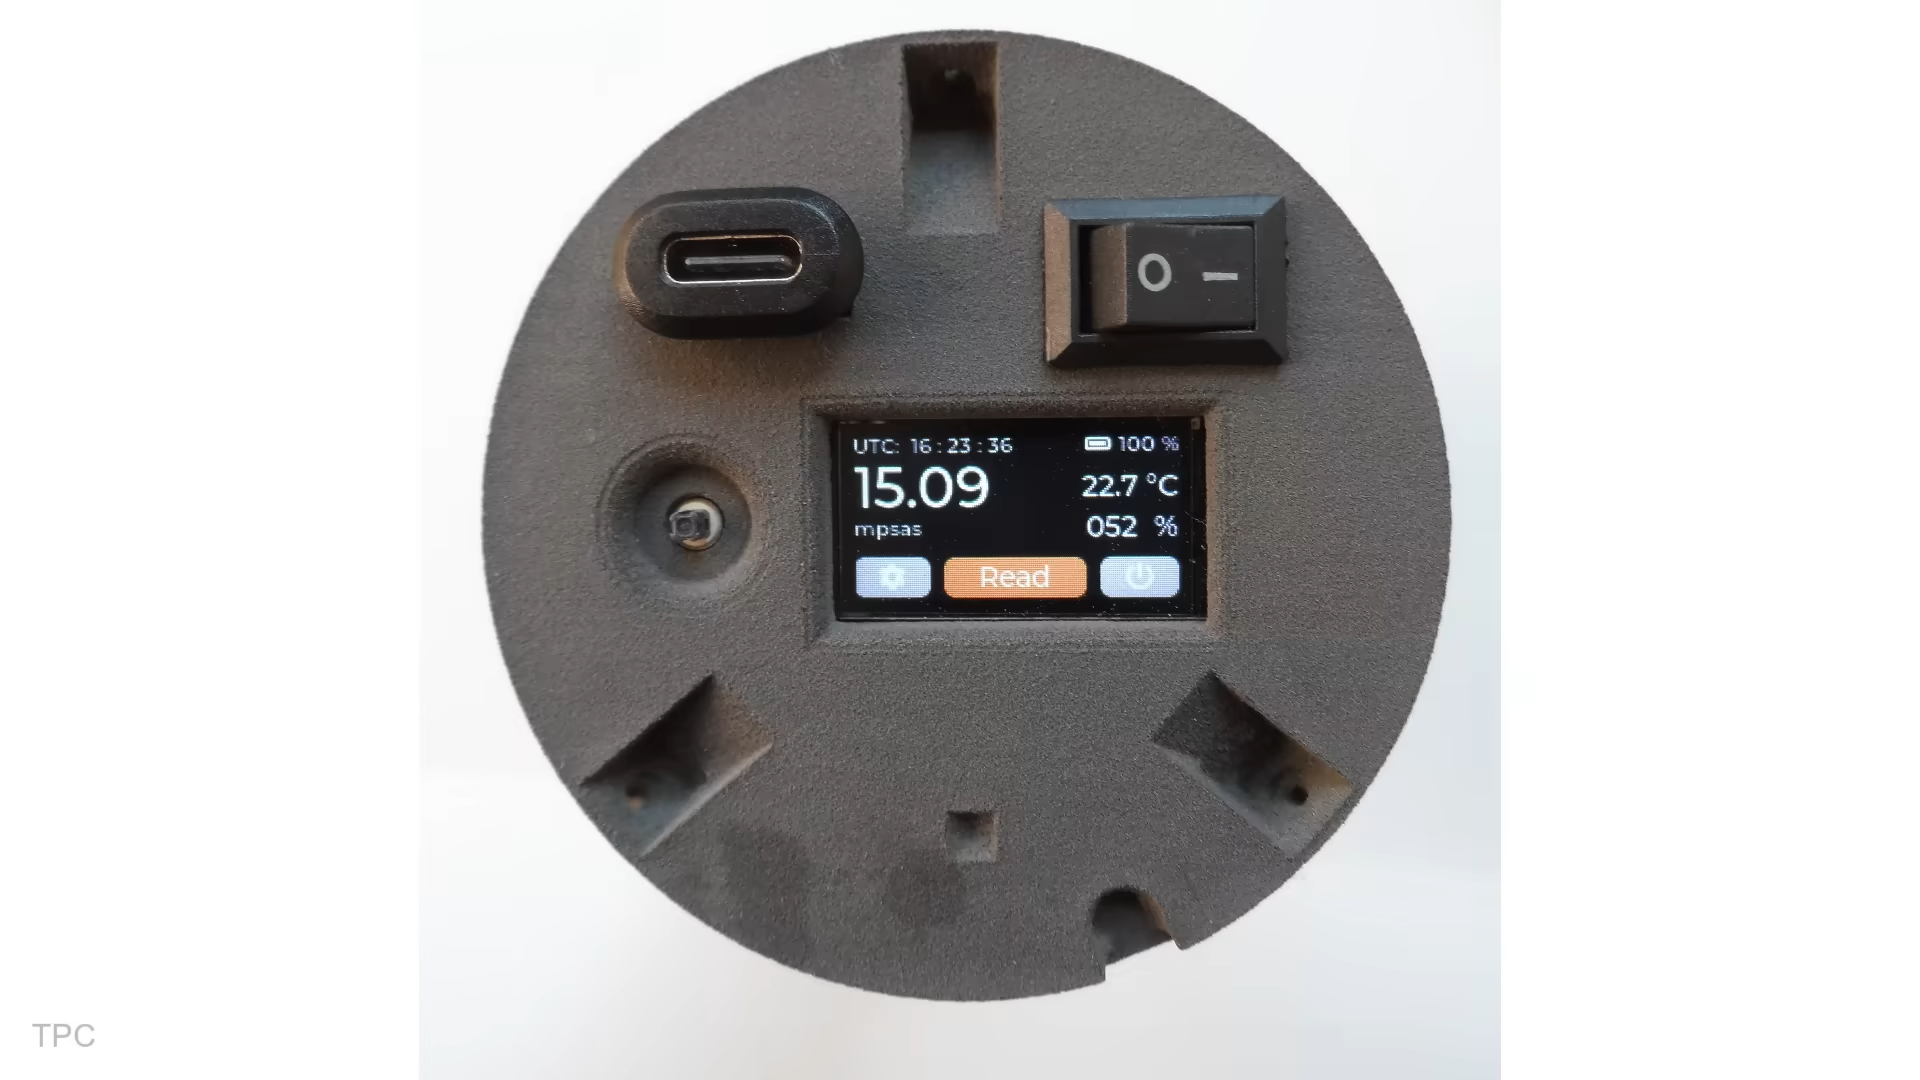 O —
UTC: 16 : 23 : 36
100 %
15.09
22.7 °C
mpsas
052 %
Read
TPC